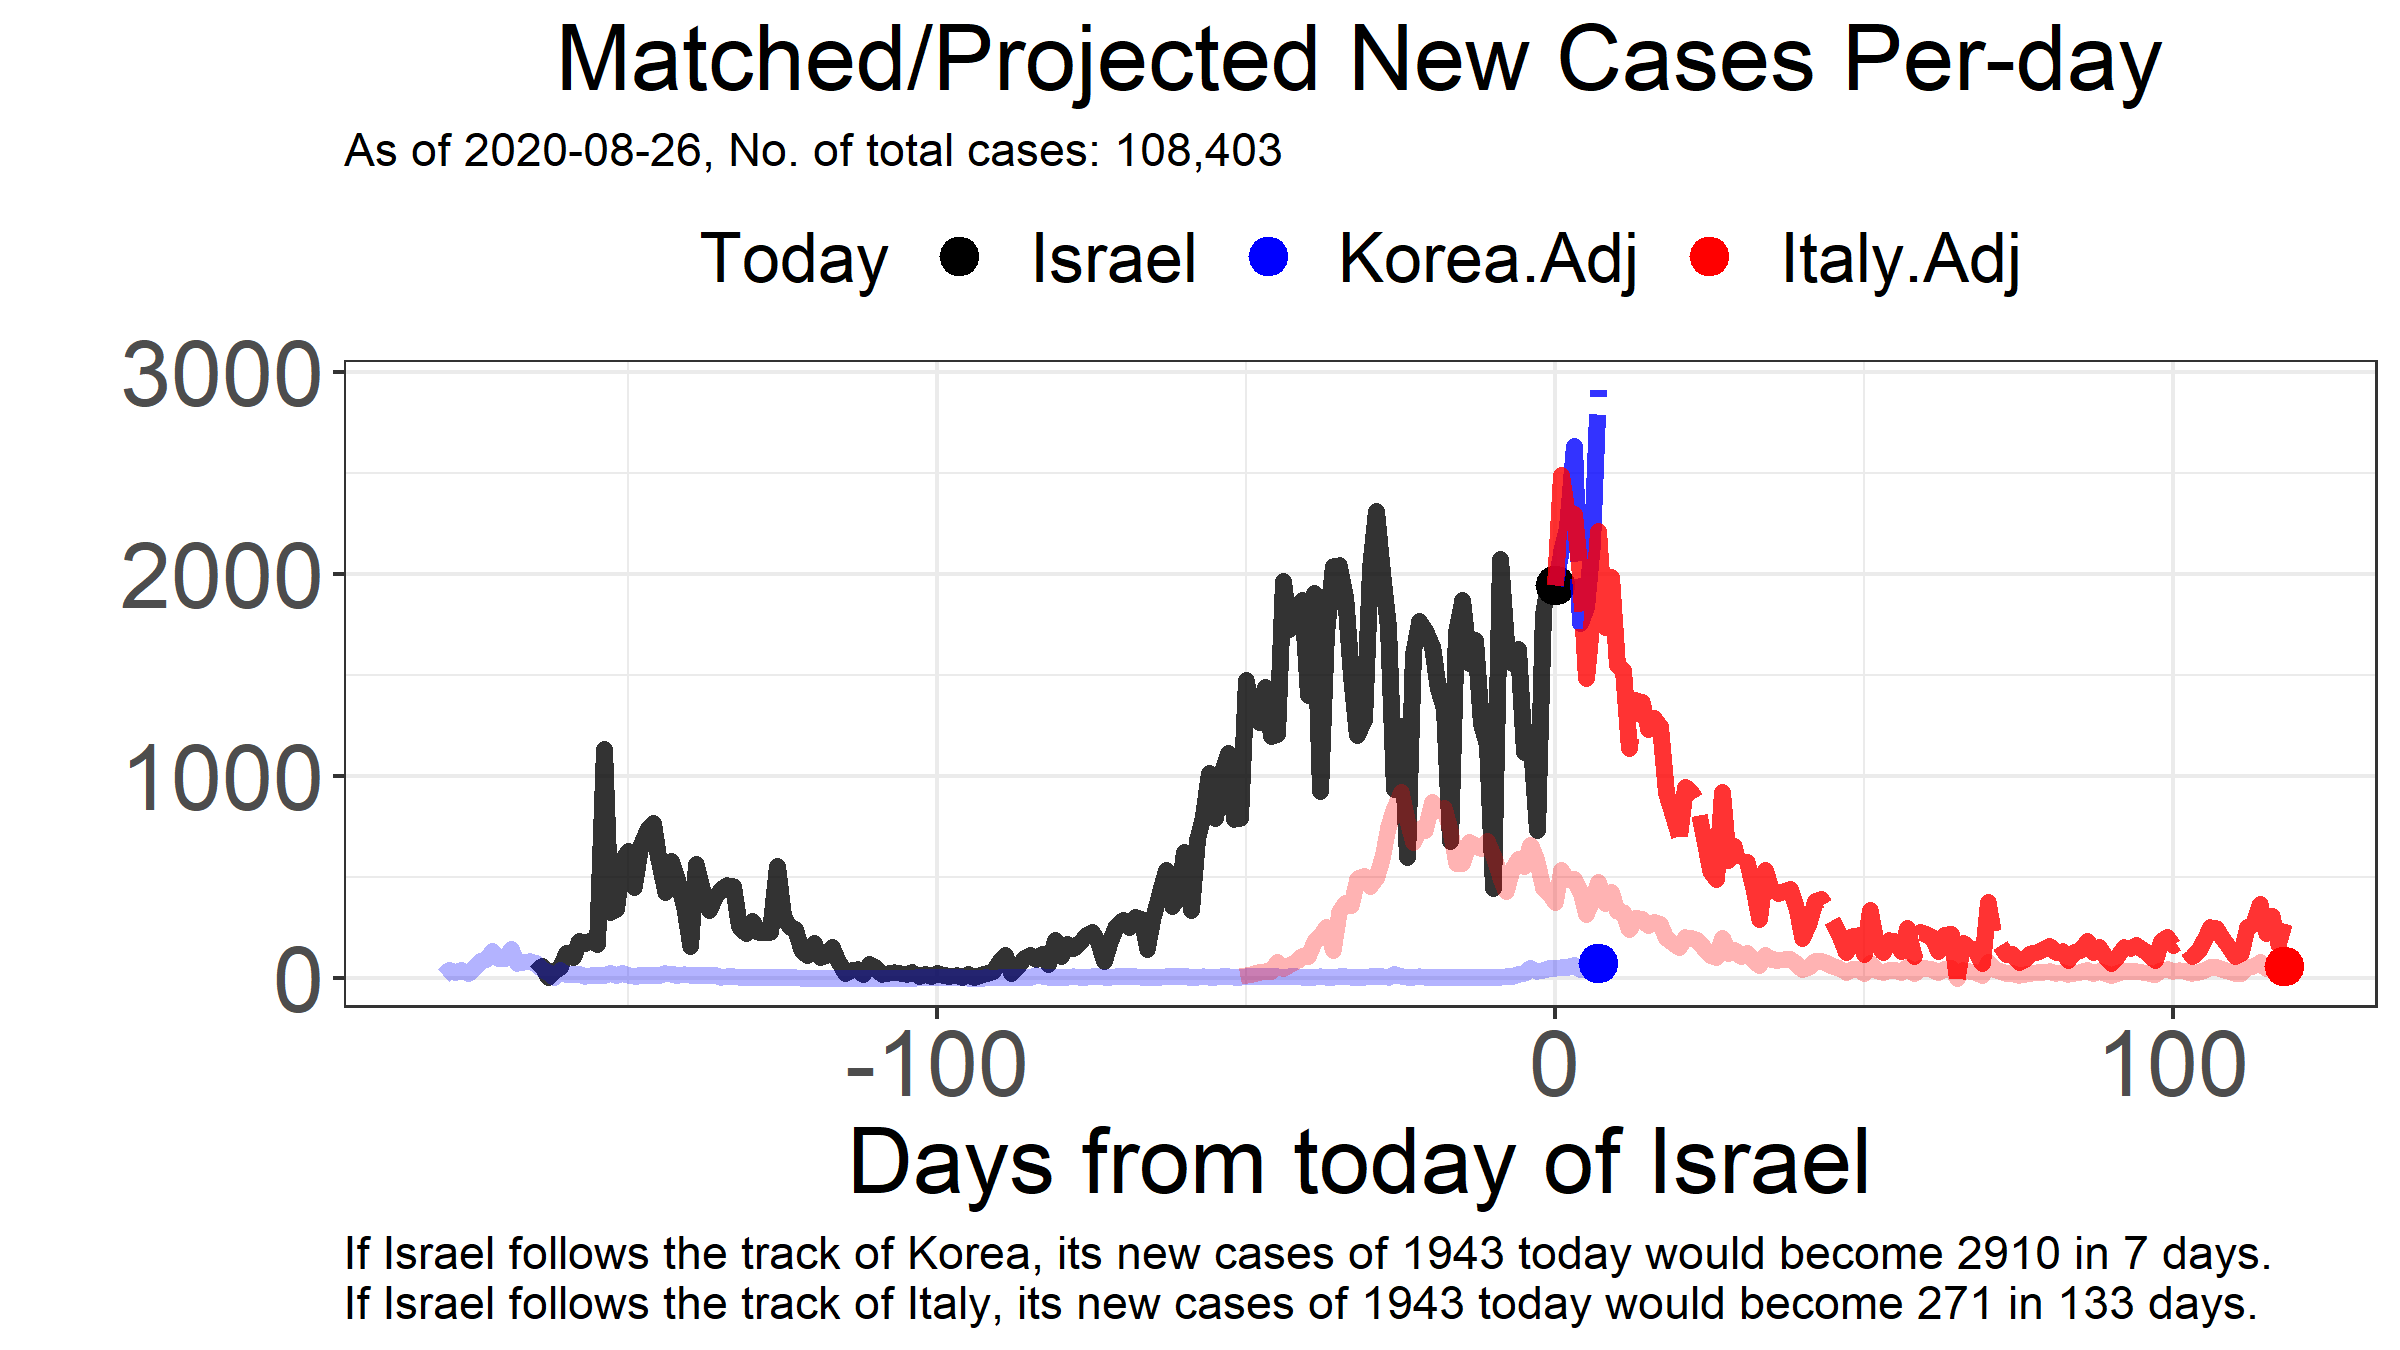 Matched/Projected New Cases Per-day
As of 2020-08-26, No. of total cases: 108,403
Today Israel Korea.Adj Italy.Adj
3000
2000
1000
0
-100 0 100
Days from today of Israel
If Israel follows the track of Korea, its new cases of 1943 today would become 2910 in 7 days.
If Israel follows the track of Italy, its new cases of 1943 today would become 271 in 133 days.